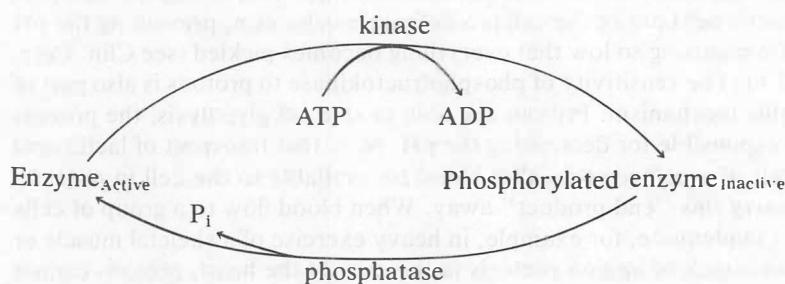 kinase
ATP ADP
Enzyme Active Phosphorylated enzyme Inactive
Pi
phosphatase